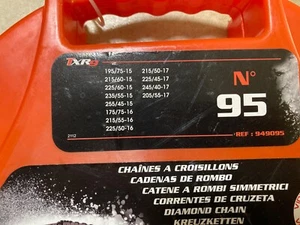 TXR9
195/75-15 215/50-17
215/60-15 225/45-17
225/60-15 245/40-17
235/55-15 205/55-17
255/45-15
175/75-16
215/55-16
225/50-16
N°
95
REF : 949095
2112
CHAÎNES A CROISILLONS
CADENAS DE ROMBO
CATENE A ROMBI SIMMETRICI
CORRENTES DE CRUZETA
DIAMOND CHAIN
KREUZKETTEN